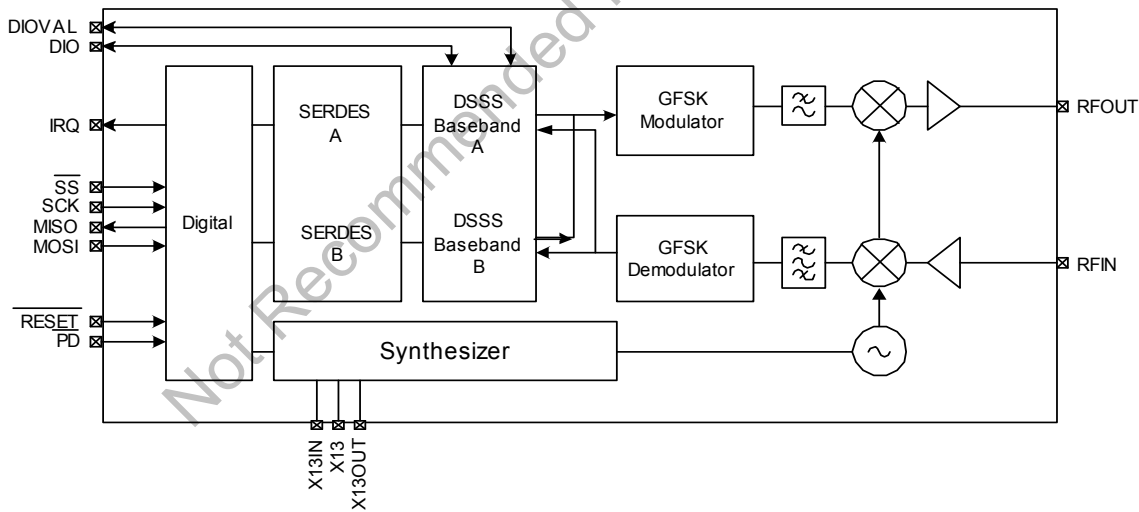 Not Recommended
DIOVAL
DIO
IRQ
SS
SCK
MISO
MOSI
RESET
PD
Digital
SERDES
A
SERDES
B
DSSS
Baseband
A
DSSS
Baseband
B
GFSK
Modulator
GFSK
Demodulator
Synthesizer
RFOUT
RFIN
X13IN
X13
X13OUT